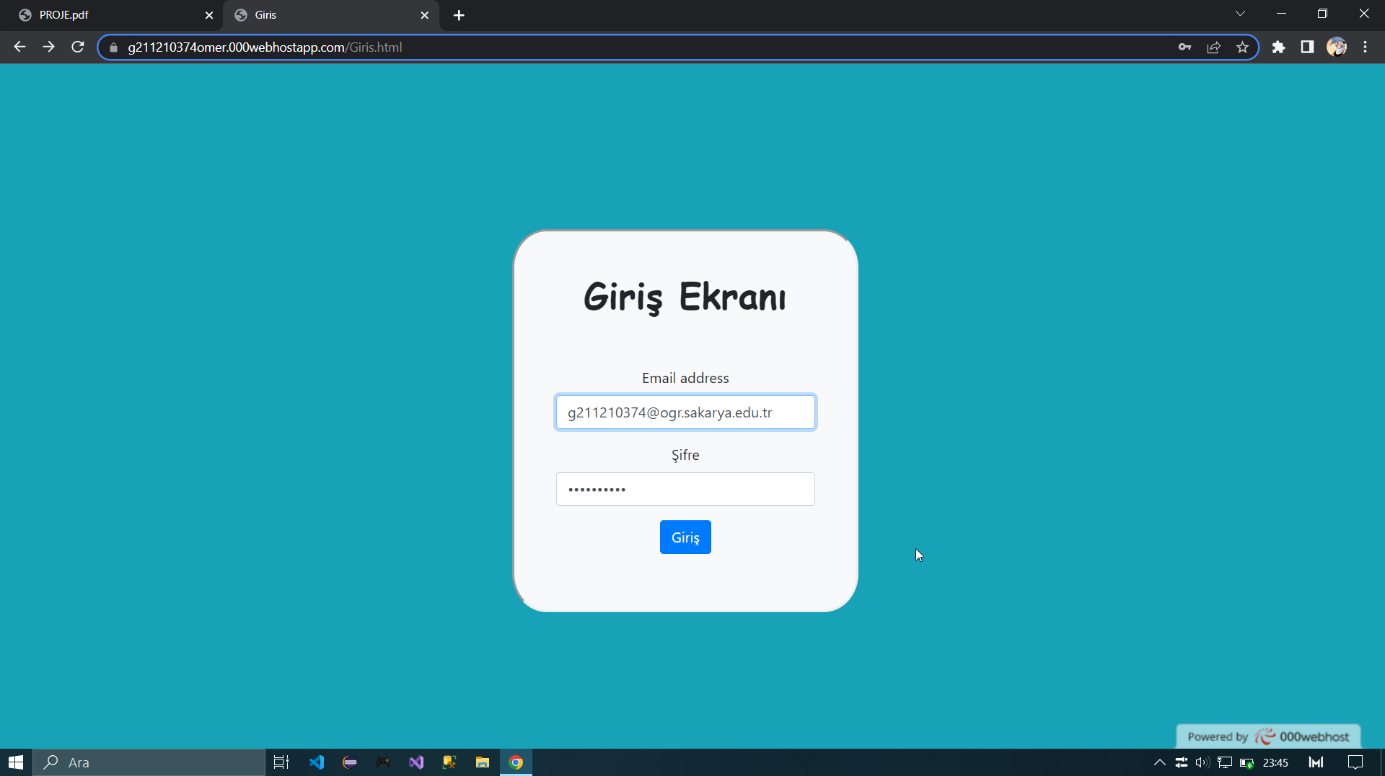 PROJE.pdf
Giris
g211210374omer.000webhostapp.com/Giris.html
Giriş Ekranı
Email address
g211210374@ogr.sakarya.edu.tr
Şifre
••••••••••
Giriş
Powered by 000webhost
Ara
23:45